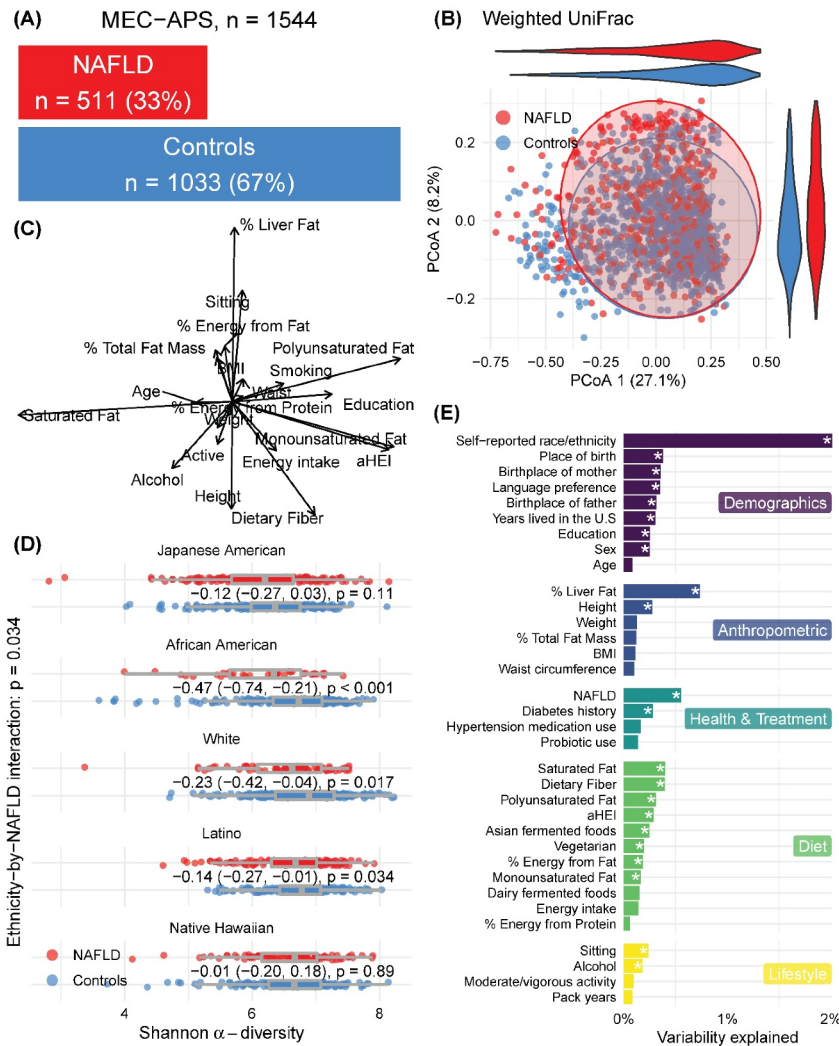 (A)
MEC−APS, n = 1544
NAFLD
n = 511 (33%)
Controls
n = 1033 (67%)
(B)
Weighted UniFrac
NAFLD
Controls
PCoA 2 (8.2%)
0.2
0.0
−0.2
−0.75
−0.50
−0.25
0.00
0.25
0.50
PCoA 1 (27.1%)
(C)
% Liver Fat
Sitting
% Energy from Fat
% Total Fat Mass
Polyunsaturated Fat
BMI
Smoking
Age
Waist
% Energy from Protein
Education
Saturated Fat
Weight
Monounsaturated Fat
Active
Energy intake
aHEI
Alcohol
Height
Dietary Fiber
(D)
Ethnicity−by−NAFLD interaction: p = 0.034
Japanese American
−0.12 (−0.27, 0.03), p = 0.11
African American
−0.47 (−0.74, −0.21), p < 0.001
White
−0.23 (−0.42, −0.04), p = 0.017
Latino
−0.14 (−0.27, −0.01), p = 0.034
Native Hawaiian
NAFLD
−0.01 (−0.20, 0.18), p = 0.89
Controls
4
6
8
Shannon α−diversity
(E)
Self-reported race/ethnicity *
Place of birth *
Birthplace of mother *
Language preference *
Birthplace of father *
Years lived in the U.S *
Education *
Sex *
Age
Demographics
% Liver Fat *
Height *
Weight
% Total Fat Mass
BMI
Waist circumference
Anthropometric
NAFLD *
Diabetes history *
Hypertension medication use
Probiotic use
Health & Treatment
Saturated Fat *
Dietary Fiber *
Polyunsaturated Fat *
aHEI *
Asian fermented foods *
Vegetarian *
% Energy from Fat *
Monounsaturated Fat *
Dairy fermented foods
Energy intake
% Energy from Protein
Diet
Sitting *
Alcohol *
Moderate/vigorous activity
Pack years
Lifestyle
0%
1%
2%
Variability explained